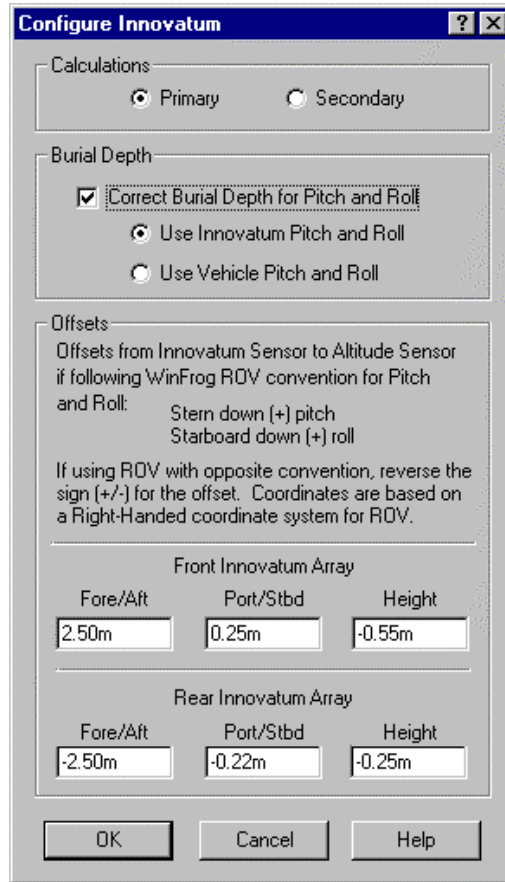 Configure Innovatum
? ×
Calculations
Primary Secondary
Burial Depth
Correct Burial Depth for Pitch and Roll
Use Innovatum Pitch and Roll
Use Vehicle Pitch and Roll
Offsets
Offsets from Innovatum Sensor to Altitude Sensor
if following WinFrog ROV convention for Pitch
and Roll:
Stern down (+) pitch
Starboard down (+) roll
If using ROV with opposite convention, reverse the
sign (+/-) for the offset. Coordinates are based on
a Right-Handed coordinate system for ROV.
Front Innovatum Array
Fore/Aft Port/Stbd Height
2.50m 0.25m -0.55m
Rear Innovatum Array
Fore/Aft Port/Stbd Height
-2.50m -0.22m -0.25m
OK Cancel Help